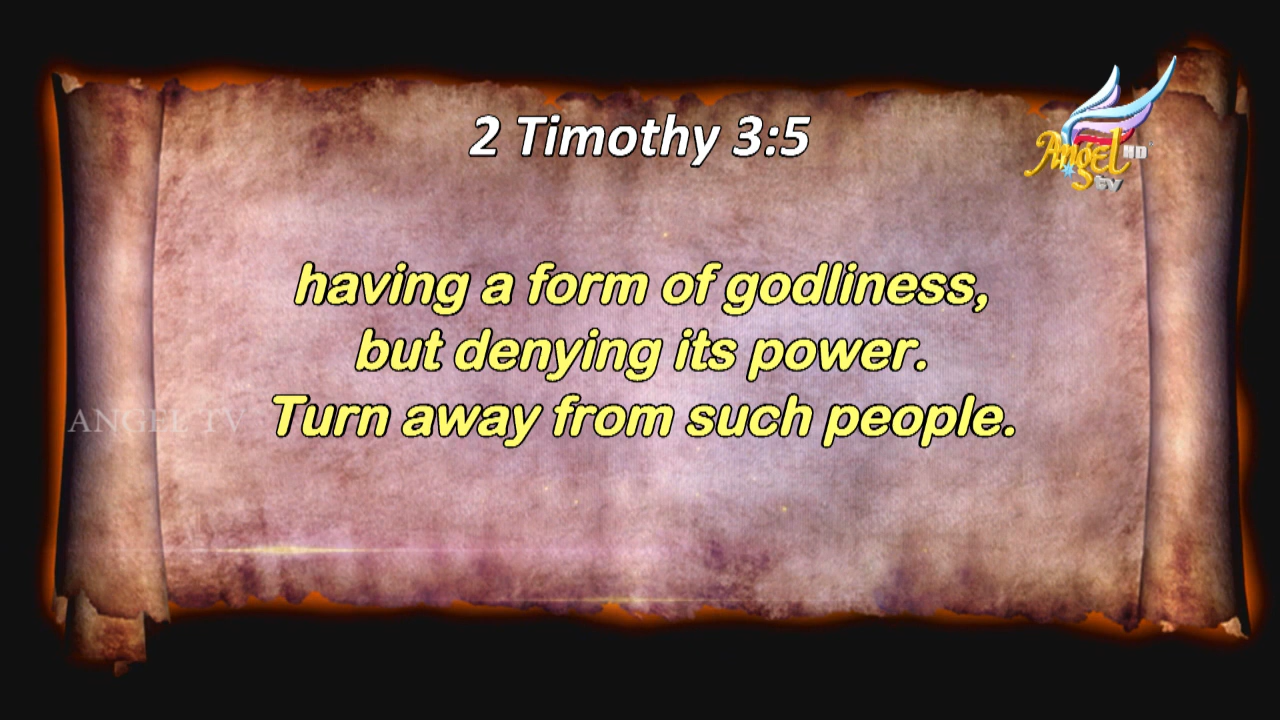 2 Timothy 3:5
Angel HD
tv
having a form of godliness,
but denying its power.
ANGEL TV
Turn away from such people.